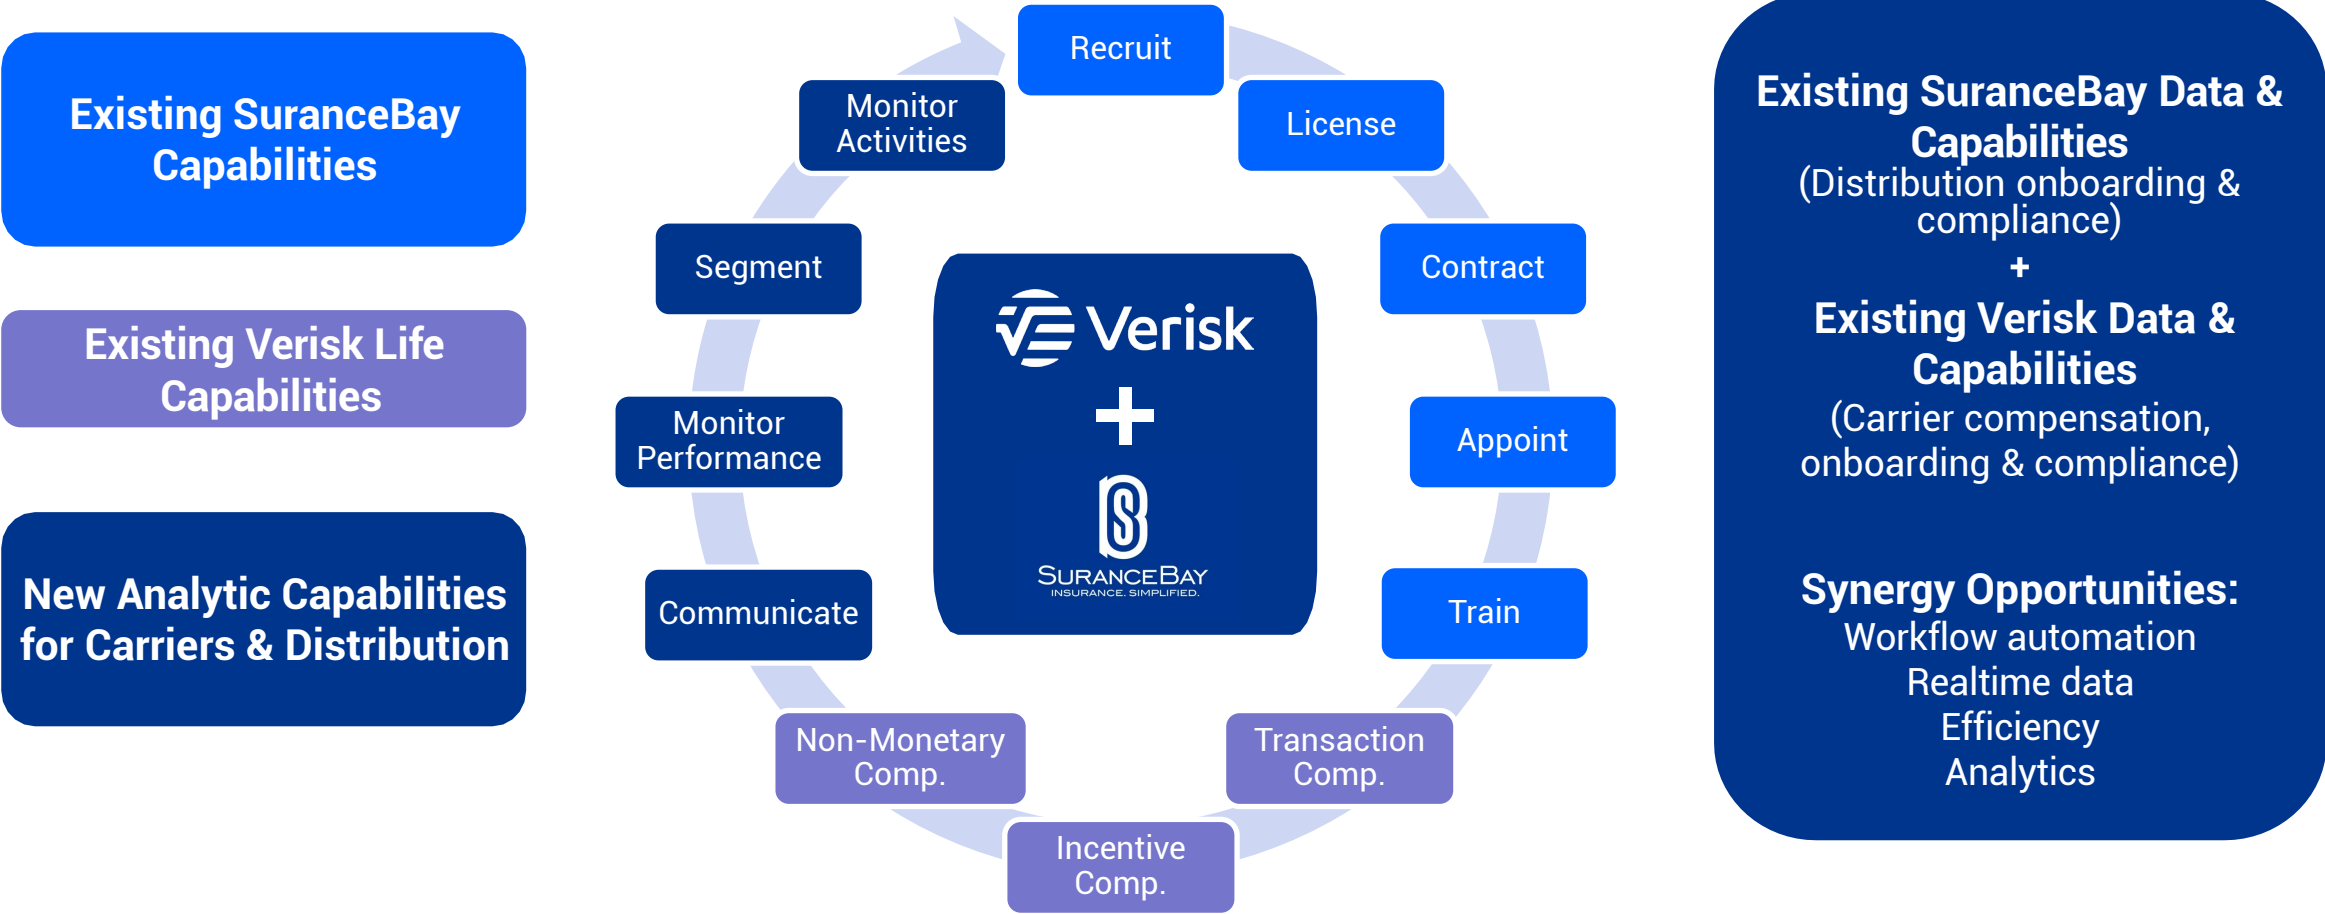 Existing SuranceBay
Capabilities
Existing Verisk Life
Capabilities
New Analytic Capabilities
for Carriers & Distribution
Recruit
License
Contract
Appoint
Train
Transaction
Comp.
Incentive
Comp.
Non-Monetary
Comp.
Communicate
Monitor
Performance
Segment
Monitor
Activities
Verisk
+
SURANCEBAY
INSURANCE. SIMPLIFIED.
Existing SuranceBay Data &
Capabilities
(Distribution onboarding &
compliance)
+
Existing Verisk Data &
Capabilities
(Carrier compensation,
onboarding & compliance)
Synergy Opportunities:
Workflow automation
Realtime data
Efficiency
Analytics